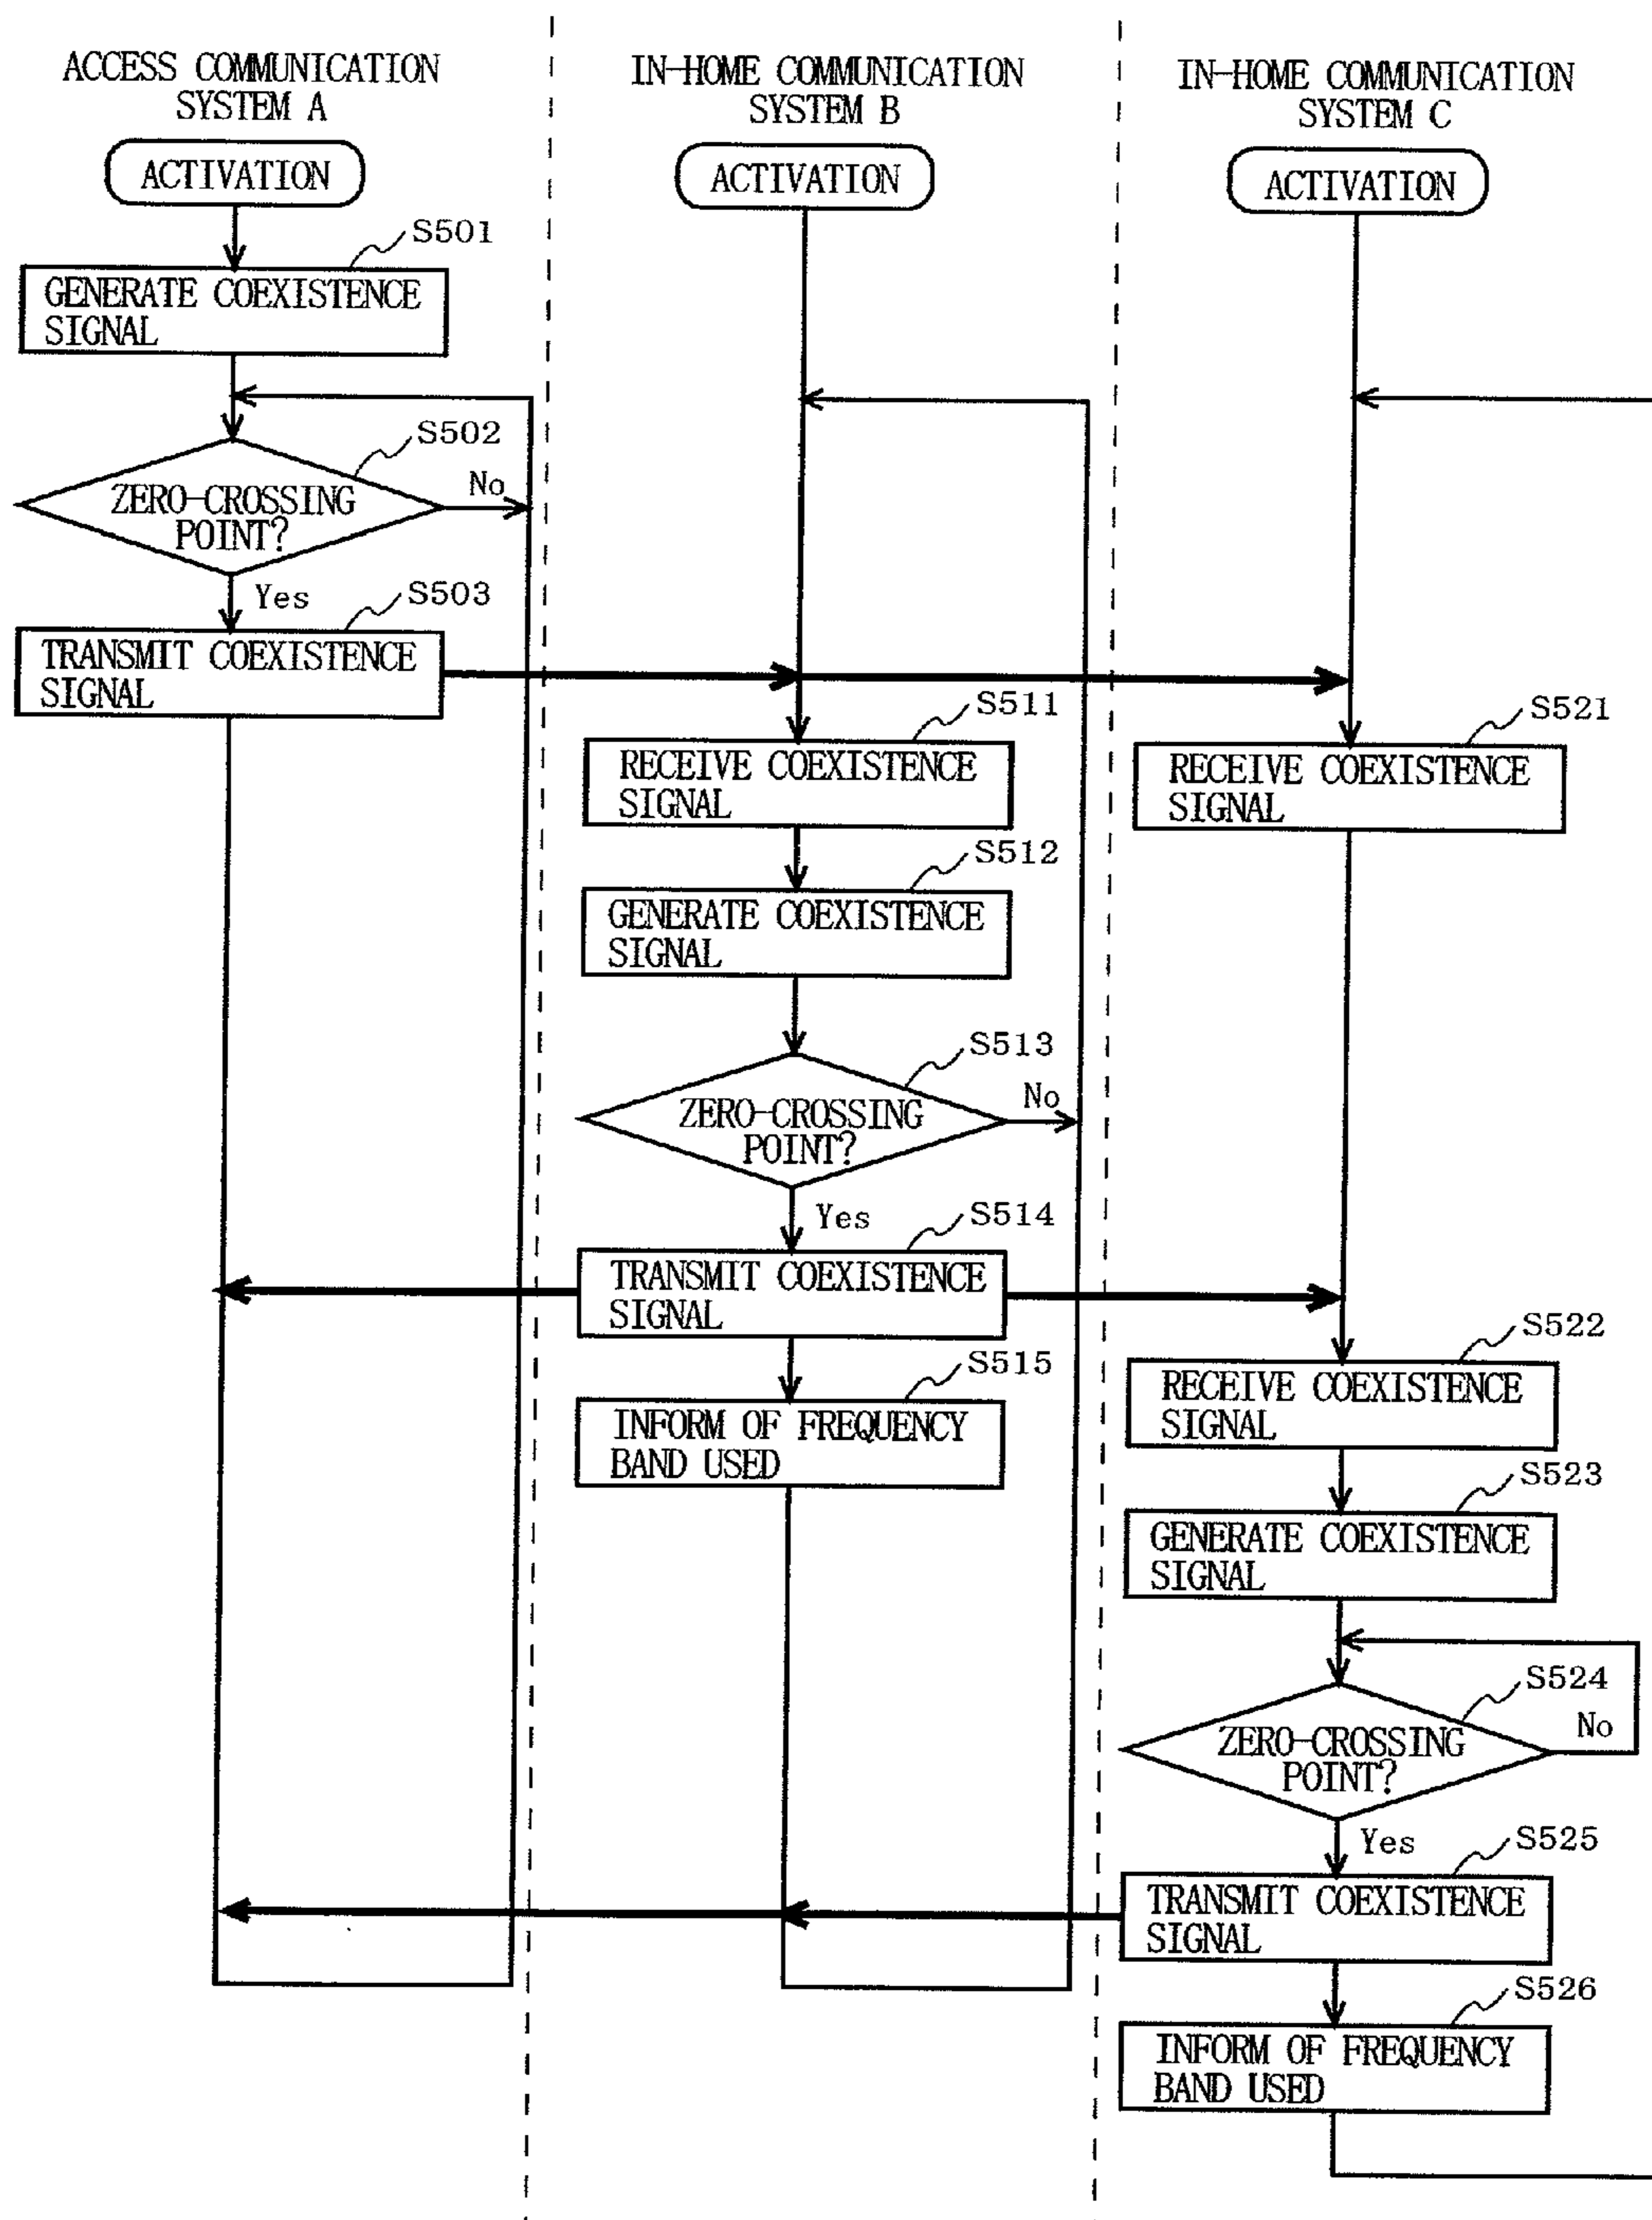 ACCESS COMMUNICATION
SYSTEM A
ACTIVATION
S501
GENERATE COEXISTENCE
SIGNAL
S502
ZERO-CROSSING
POINT?
No
Yes
S503
TRANSMIT COEXISTENCE
SIGNAL
IN-HOME COMMUNICATION
SYSTEM B
ACTIVATION
S511
RECEIVE COEXISTENCE
SIGNAL
S512
GENERATE COEXISTENCE
SIGNAL
S513
ZERO-CROSSING
POINT?
No
Yes
S514
TRANSMIT COEXISTENCE
SIGNAL
S515
INFORM OF FREQUENCY
BAND USED
IN-HOME COMMUNICATION
SYSTEM C
ACTIVATION
S521
RECEIVE COEXISTENCE
SIGNAL
S522
RECEIVE COEXISTENCE
SIGNAL
S523
GENERATE COEXISTENCE
SIGNAL
S524
ZERO-CROSSING
POINT?
No
Yes
S525
TRANSMIT COEXISTENCE
SIGNAL
S526
INFORM OF FREQUENCY
BAND USED